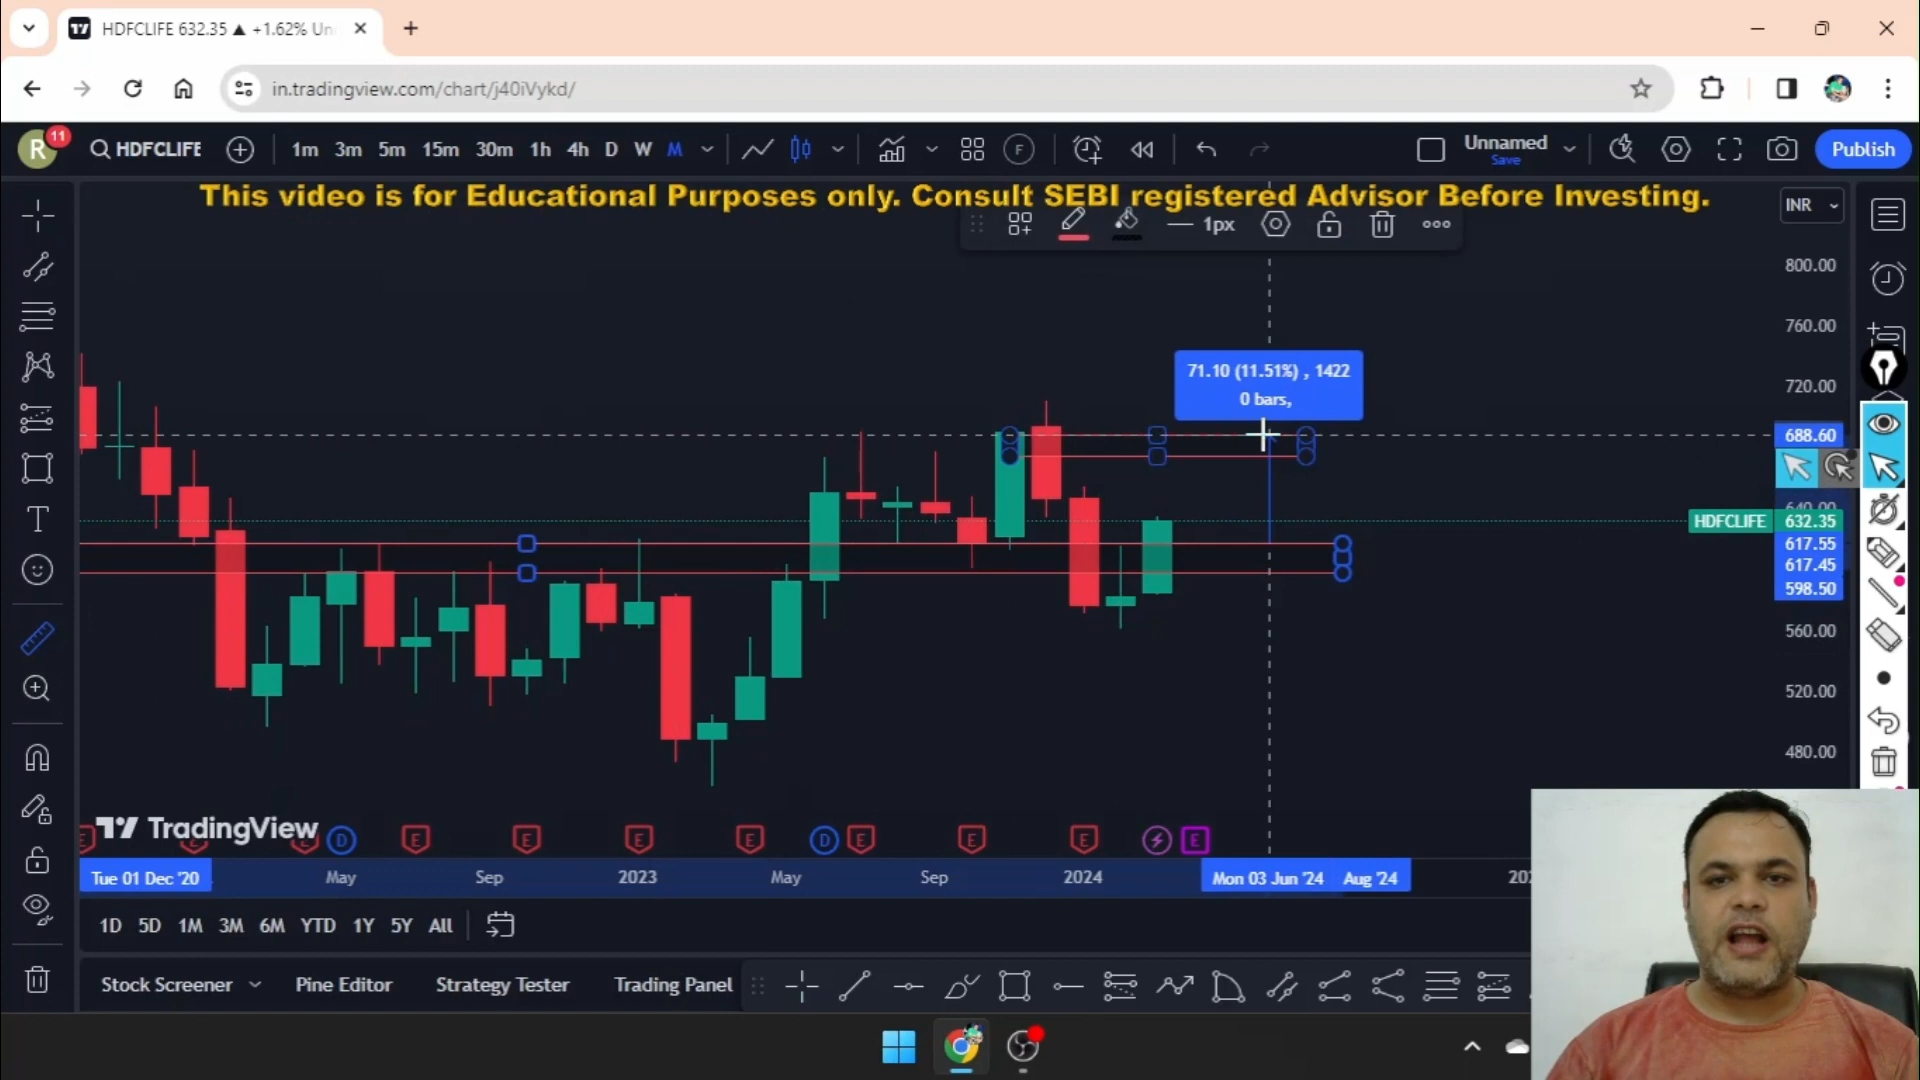 HDFCLIFE 632.35 ▲ +1.62% Un
in.tradingview.com/chart/j40iVykd/
R 11 HDFCLIFE 1m 3m 5m 15m 30m 1h 4h D W M F Unnamed Save Publish
This video is for Educational Purposes only. Consult SEBI registered Advisor Before Investing.
INR
1px
800.00
760.00
71.10 (11.51%) , 1422
0 bars,
720.00
688.60
640.00
HDFCLIFE 632.35
617.55
617.45
598.50
560.00
520.00
480.00
TradingView
E E E D E E E E D E E E E
Tue 01 Dec '20 May Sep 2023 May Sep 2024 Mon 03 Jun '24 Aug '24
1D 5D 1M 3M 6M YTD 1Y 5Y All
Stock Screener Pine Editor Strategy Tester Trading Panel